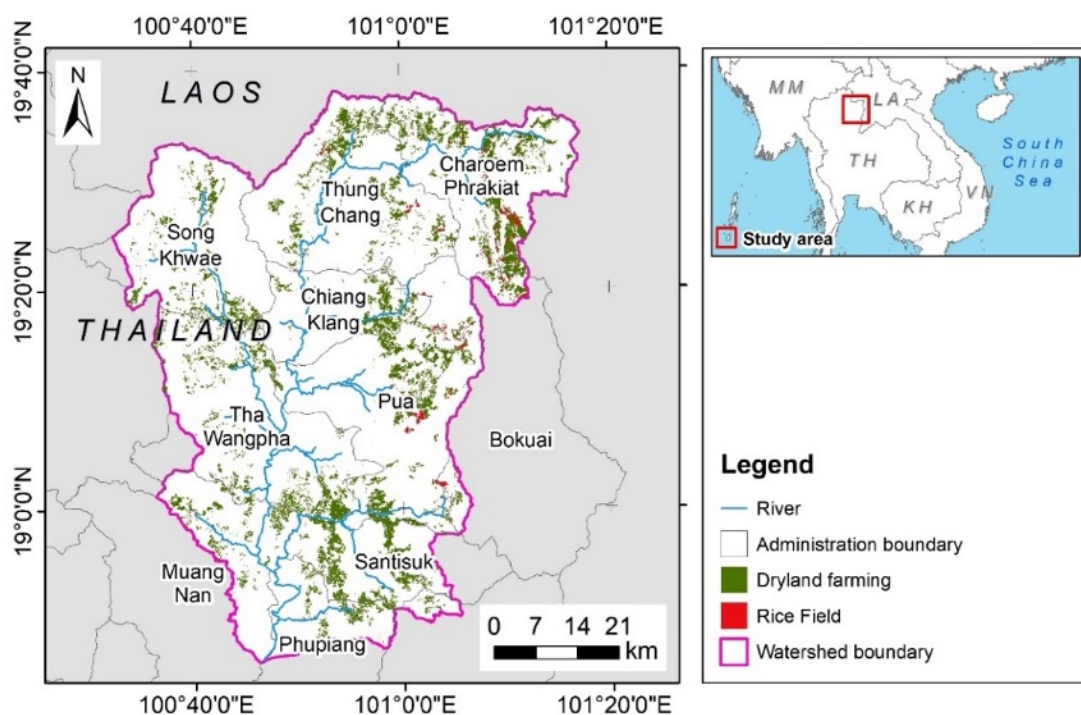 100°40'0"E 101°0'0"E 101°20'0"E
19°40'0"N
19°20'0"N
19°0'0"N
N
LAOS
Charoem
Phrakiat
Thung
Chang
Song
Khwae
Chiang
Klang
THAILAND
Pua
Tha
Wangpha
Bokuai
Santisuk
Muang
Nan
Phupiang
0 7 14 21
km
100°40'0"E 101°0'0"E 101°20'0"E
MM
LA
TH
VN
KH
South
China
Sea
Study area
Legend
River
Administration boundary
Dryland farming
Rice Field
Watershed boundary